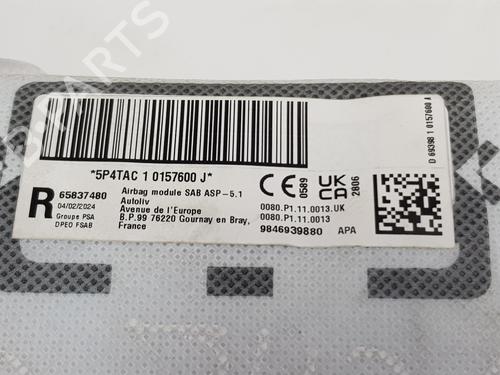 *5P4TAC 1 0157600 J*
R
65837480
04/02/2024
Groupe PSA
DPEO FSAB
Airbag module SAB ASP-5.1
Autoliv
Avenue de l'Europe
B.P.99 76220 Gournay en Bray,
France
CE
0589
UK
CA
2806
0080.P1.11.0013.UK
0080.P1.11.0013
9846939880 APA
D 69398 1 0157600 A